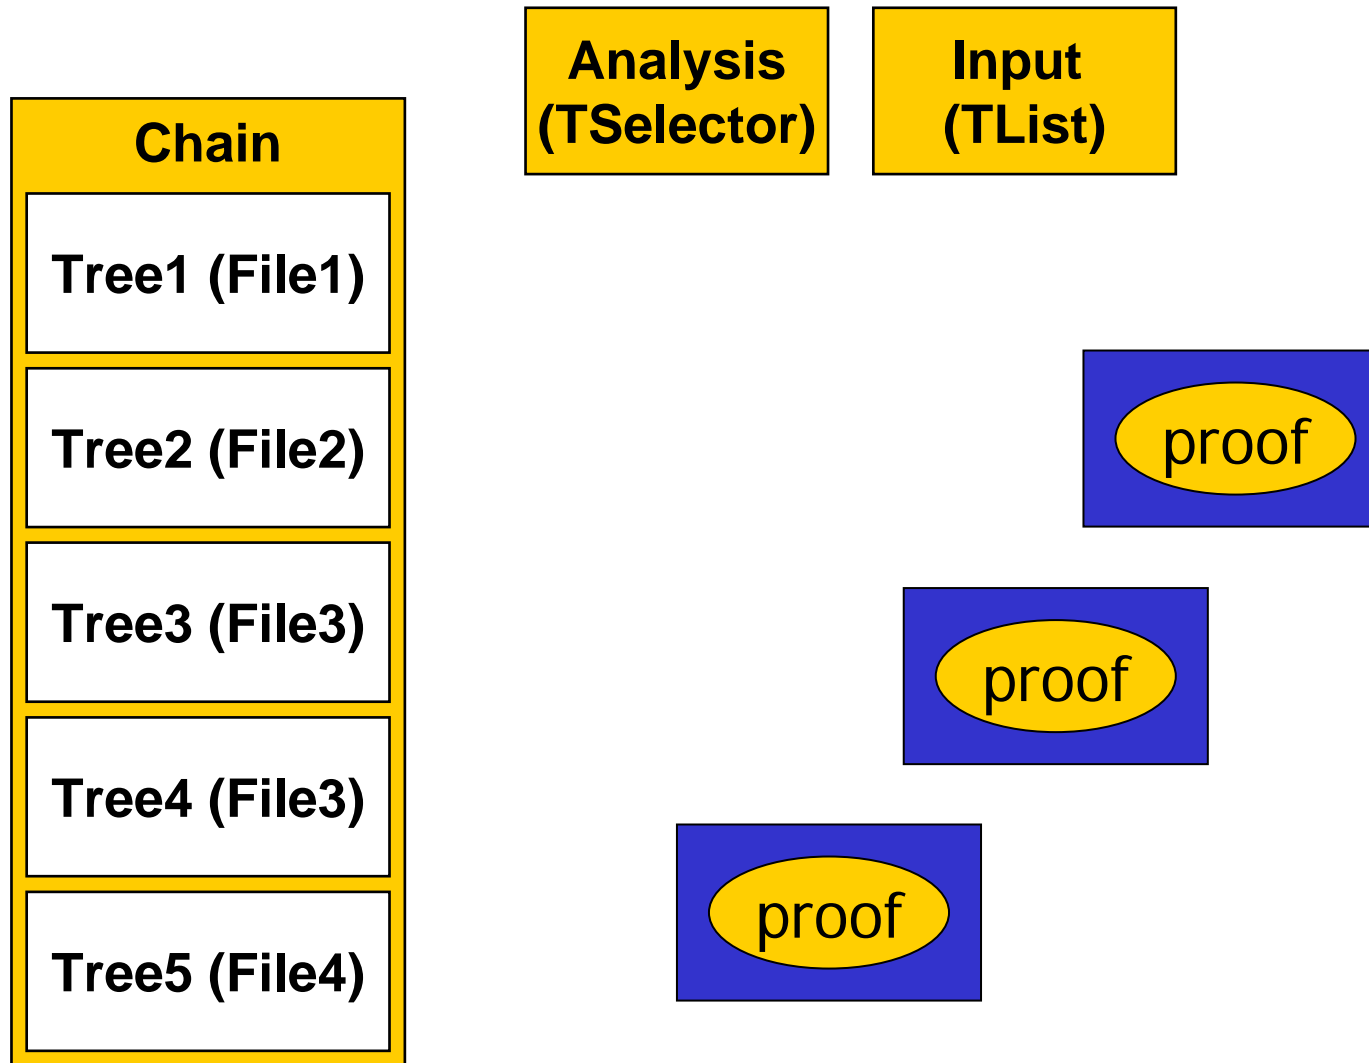 Analysis
(TSelector)
Input
(TList)
Chain
Tree1 (File1)
Tree2 (File2)
Tree3 (File3)
Tree4 (File3)
Tree5 (File4)
proof
proof
proof